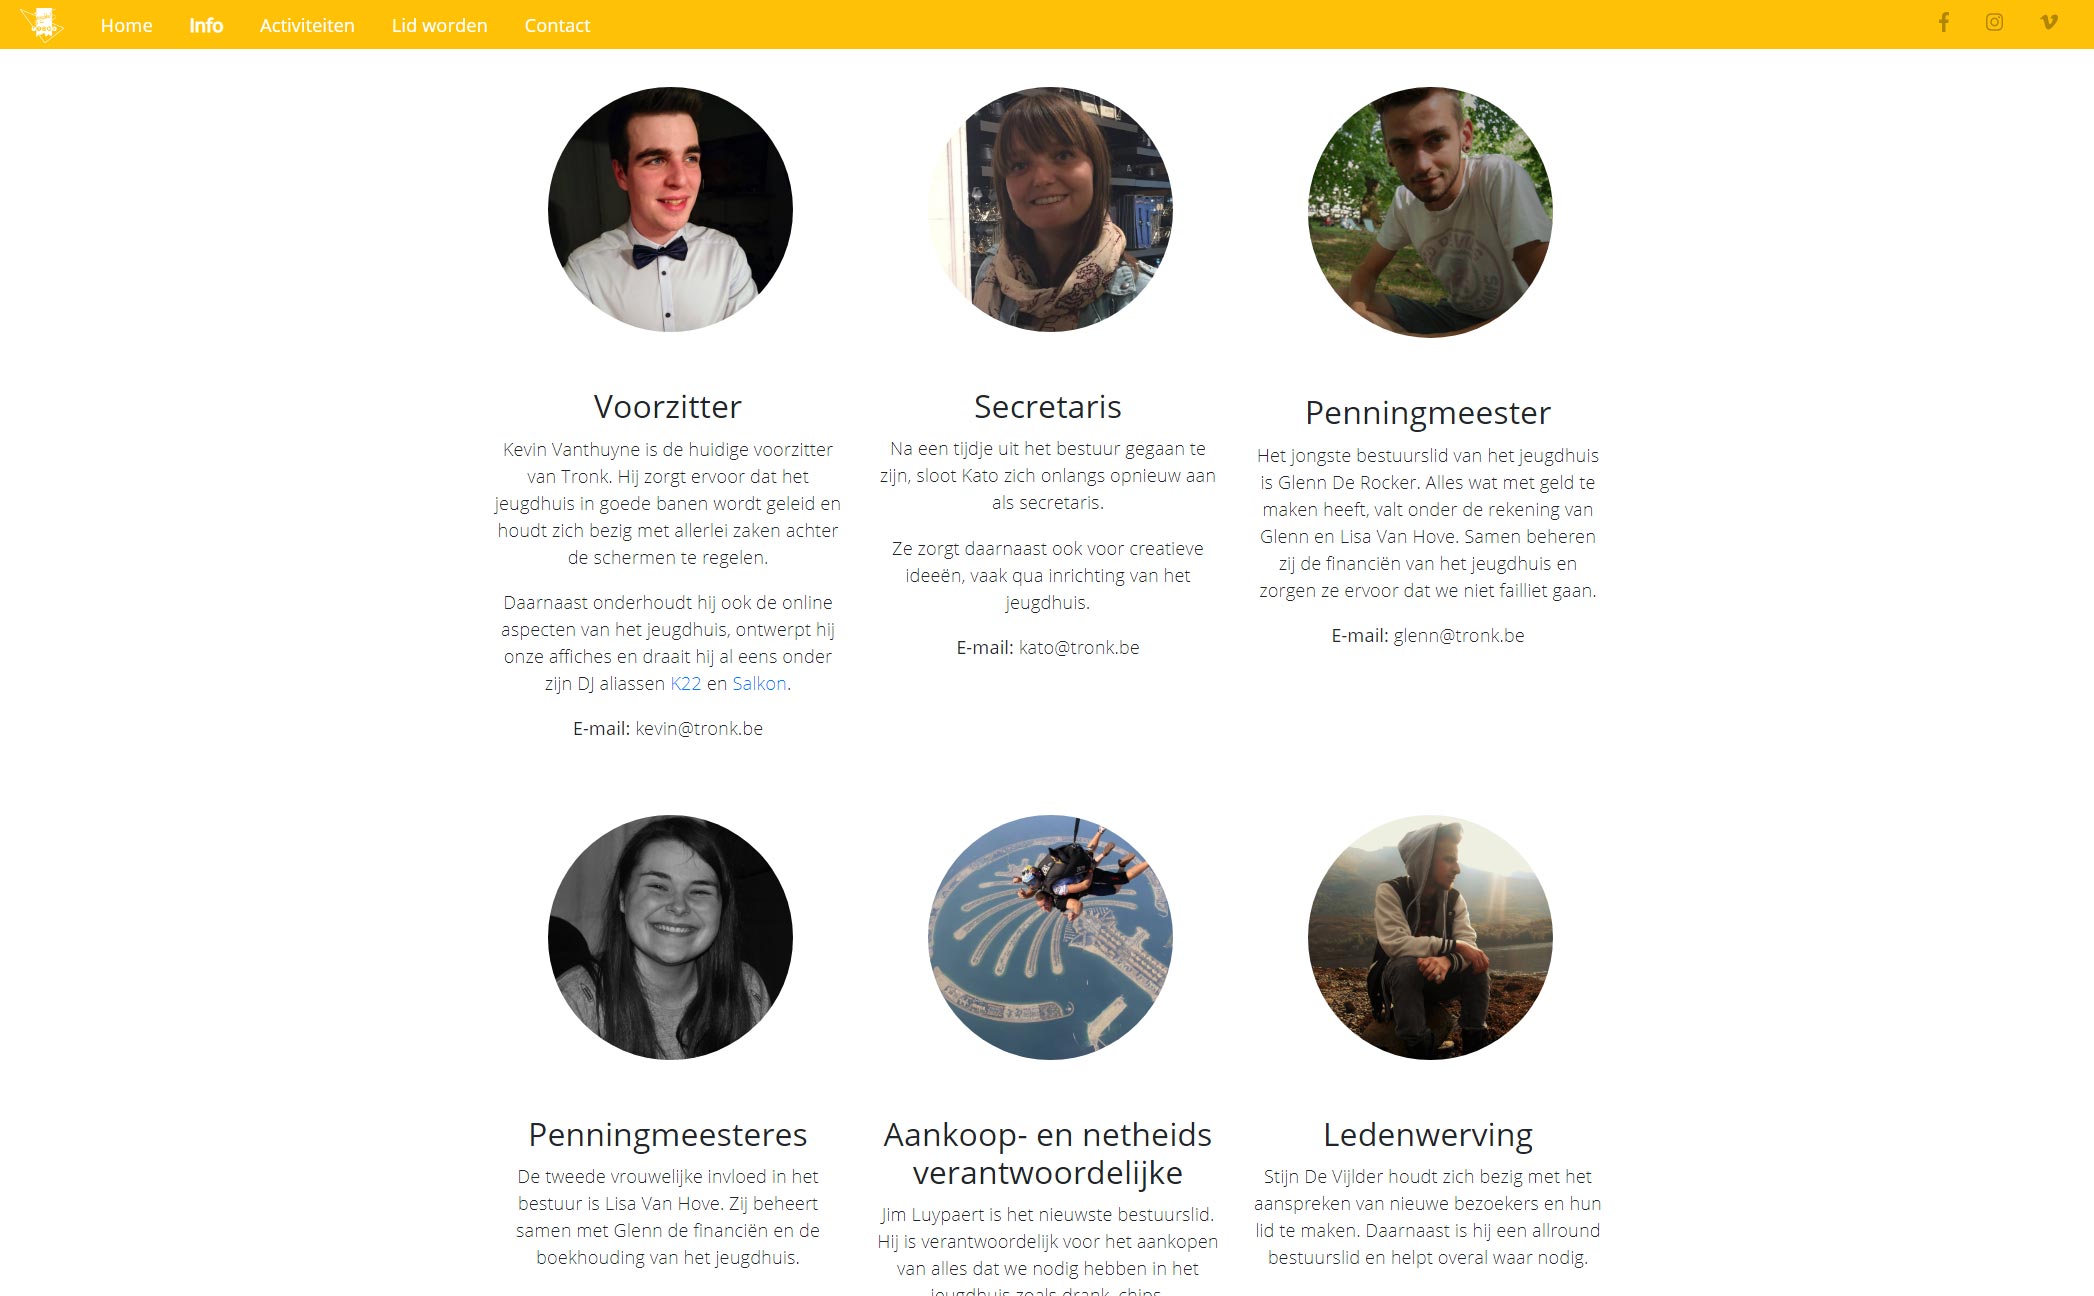 Home Info Activiteiten Lid worden Contact
Voorzitter
Kevin Vanthuyne is de huidige voorzitter
van Tronk. Hij zorgt ervoor dat het
jeugdhuis in goede banen wordt geleid en
houdt zich bezig met allerlei zaken achter
de schermen te regelen.
Daarnaast onderhoudt hij ook de online
aspecten van het jeugdhuis, ontwerpt hij
onze affiches en draait hij al eens onder
zijn DJ aliassen K22 en Salkon.
E-mail: kevin@tronk.be
Secretaris
Na een tijdje uit het bestuur gegaan te
zijn, sloot Kato zich onlangs opnieuw aan
als secretaris.
Ze zorgt daarnaast ook voor creatieve
ideeën, vaak qua inrichting van het
jeugdhuis.
E-mail: kato@tronk.be
Penningmeester
Het jongste bestuurslid van het jeugdhuis
is Glenn De Rocker. Alles wat met geld te
maken heeft, valt onder de rekening van
Glenn en Lisa Van Hove. Samen beheren
zij de financiën van het jeugdhuis en
zorgen ze ervoor dat we niet failliet gaan.
E-mail: glenn@tronk.be
Penningmeesteres
De tweede vrouwelijke invloed in het
bestuur is Lisa Van Hove. Zij beheert
samen met Glenn de financiën en de
boekhouding van het jeugdhuis.
Aankoop- en netheids
verantwoordelijke
Jim Luypaert is het nieuwste bestuurslid.
Hij is verantwoordelijk voor het aankopen
van alles dat we nodig hebben in het
jeugdhuis zoals drank, chips,
Ledenwerving
Stijn De Vijlder houdt zich bezig met het
aanspreken van nieuwe bezoekers en hun
lid te maken. Daarnaast is hij een allround
bestuurslid en helpt overal waar nodig.